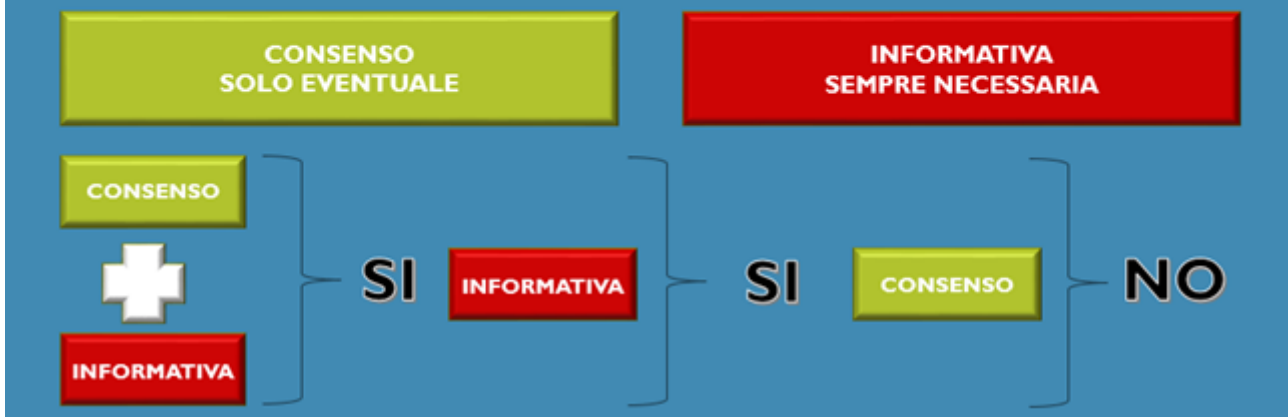 CONSENSO
SOLO EVENTUALE
INFORMATIVA
SEMPRE NECESSARIA
CONSENSO
INFORMATIVA
SI
INFORMATIVA
SI
CONSENSO
NO